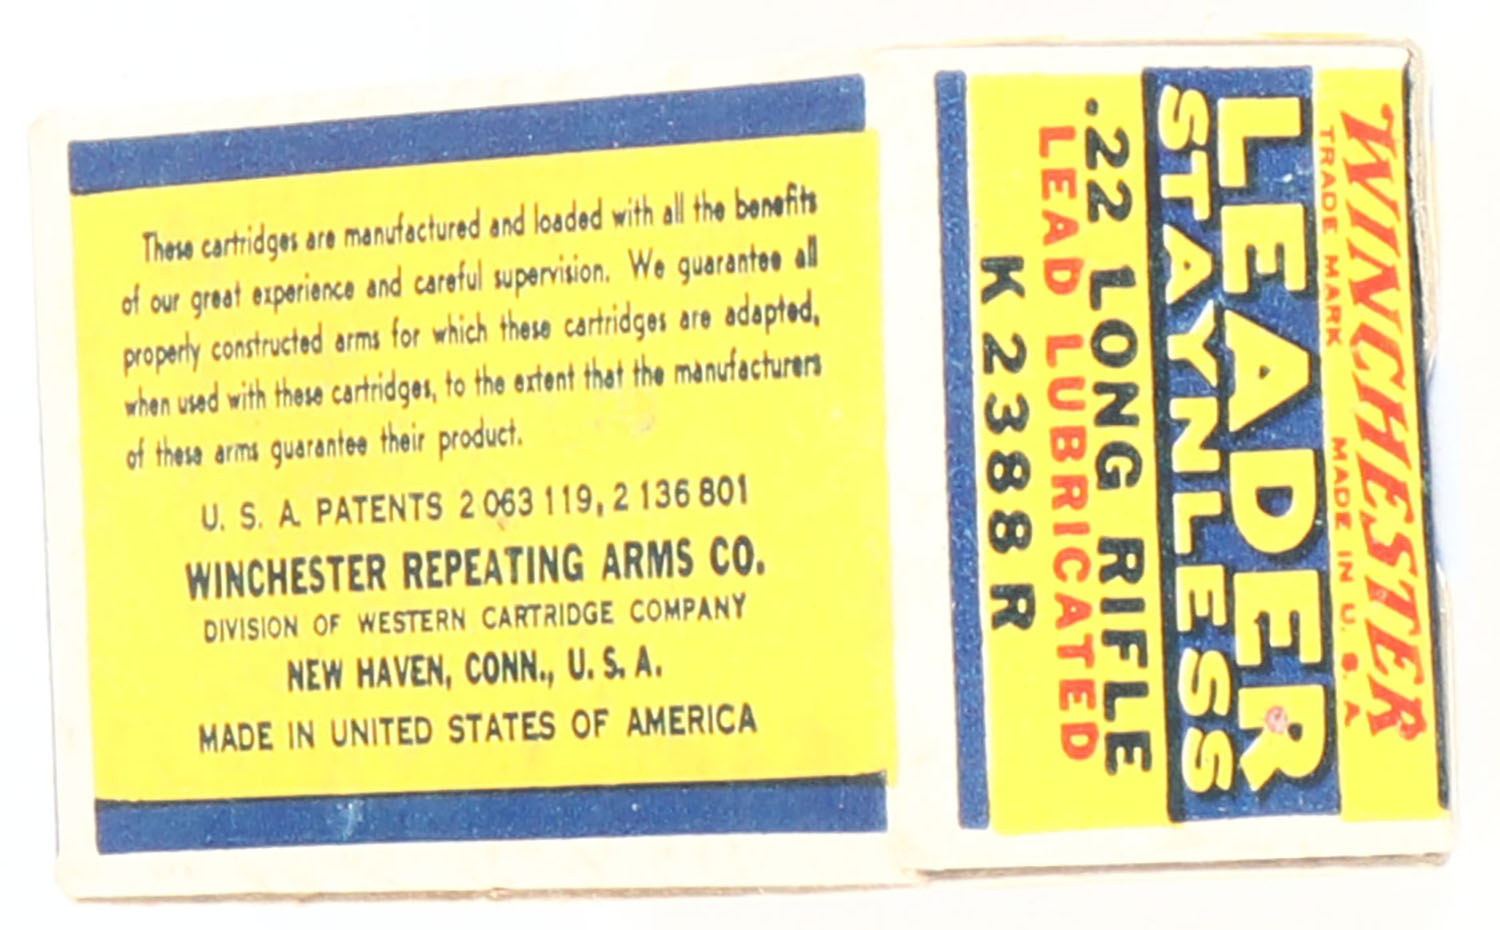 These cartridges are manufactured and loaded with all the benefits
of our great experience and careful supervision. We guarantee all
properly constructed arms for which these cartridges are adapted,
when used with these cartridges, to the extent that the manufacturers
of these arms guarantee their product.
U. S. A. PATENTS 2 063 119, 2 136 801
WINCHESTER REPEATING ARMS CO.
DIVISION OF WESTERN CARTRIDGE COMPANY
NEW HAVEN, CONN., U. S. A.
MADE IN UNITED STATES OF AMERICA
WINCHESTER
TRADE MARK MADE IN U. S. A
LEADER
STAYNLESS
.22 LONG RIFLE
LEAD LUBRICATED
K2388R